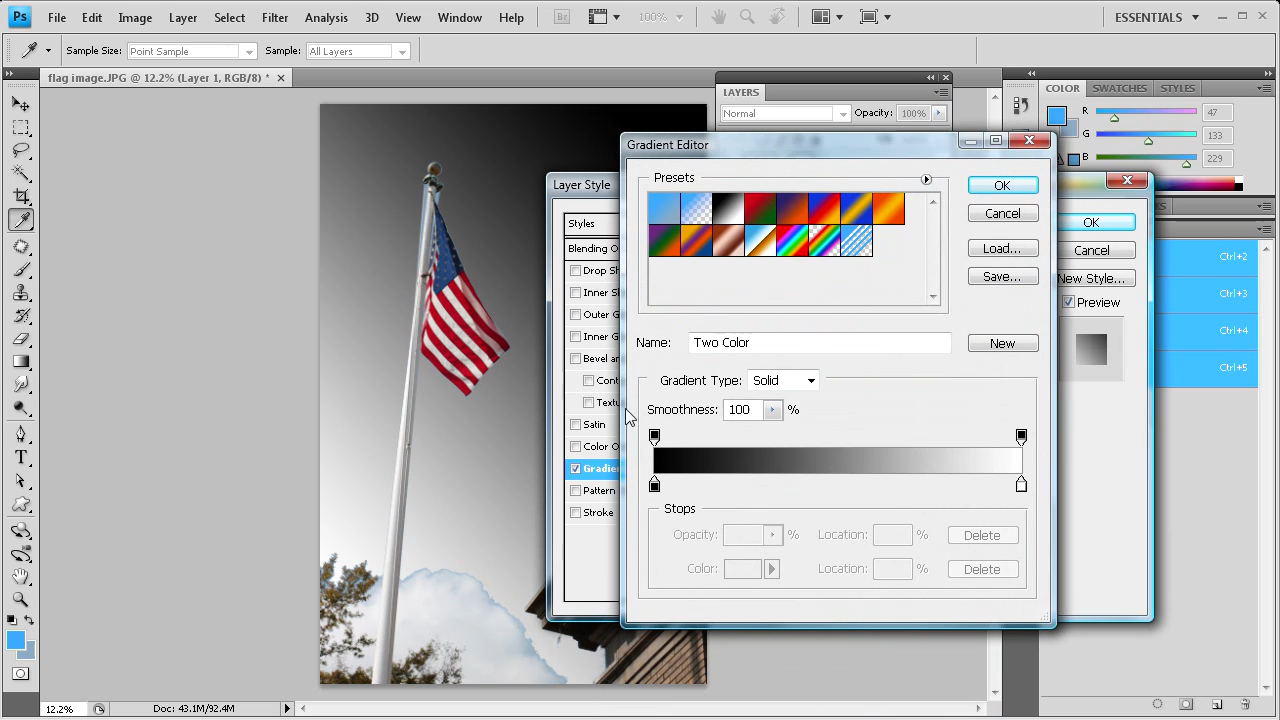 Ps File Edit Image Layer Select Filter Analysis 3D View Window Help Br 100% ESSENTIALS
Sample Size: Point Sample Sample: All Layers
flag image.JPG @ 12.2% (Layer 1, RGB/8) *
LAYERS
Normal Opacity: 100%
COLOR SWATCHES STYLES
R 47
G 133
B 229
Gradient Editor
Presets
OK
Cancel
Load...
Save...
Name: Two Color New
Gradient Type: Solid
Smoothness: 100 %
Stops
Opacity: % Location: % Delete
Color: Location: % Delete
Layer Style
Styles
Blending O
Drop Sh
Inner S
Outer G
Inner G
Bevel an
Cont
Textu
Satin
Color O
Gradien
Pattern
Stroke
OK
Cancel
New Style...
Preview
Ctrl+2
Ctrl+3
Ctrl+4
Ctrl+5
T
12.2% Doc: 43.1M/92.4M